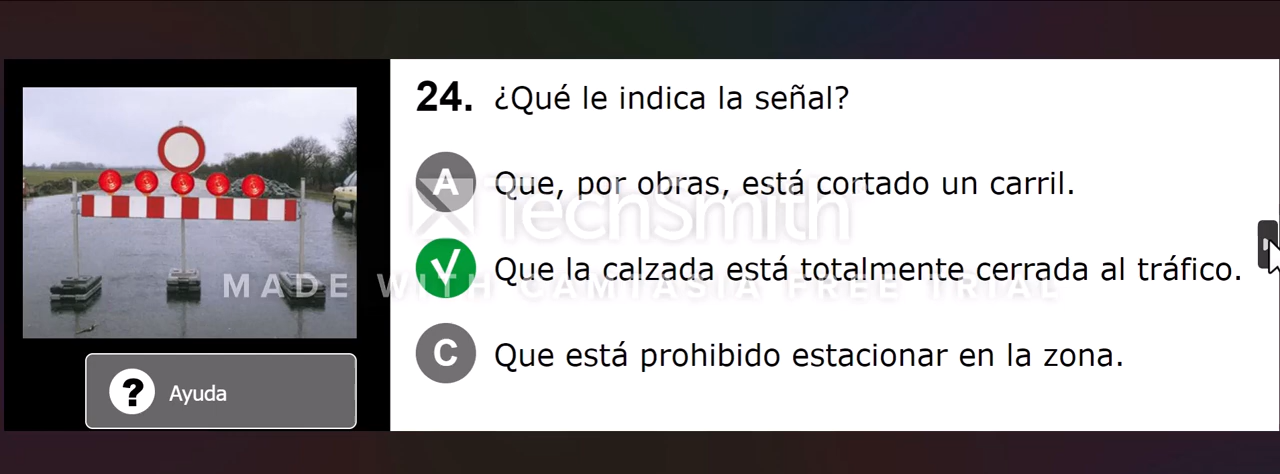 24. ¿Qué le indica la señal?
A Que, por obras, está cortado un carril.
Que la calzada está totalmente cerrada al tráfico.
C Que está prohibido estacionar en la zona.
? Ayuda
TechSmith
MADE WITH CAMTASIA FREE TRIAL